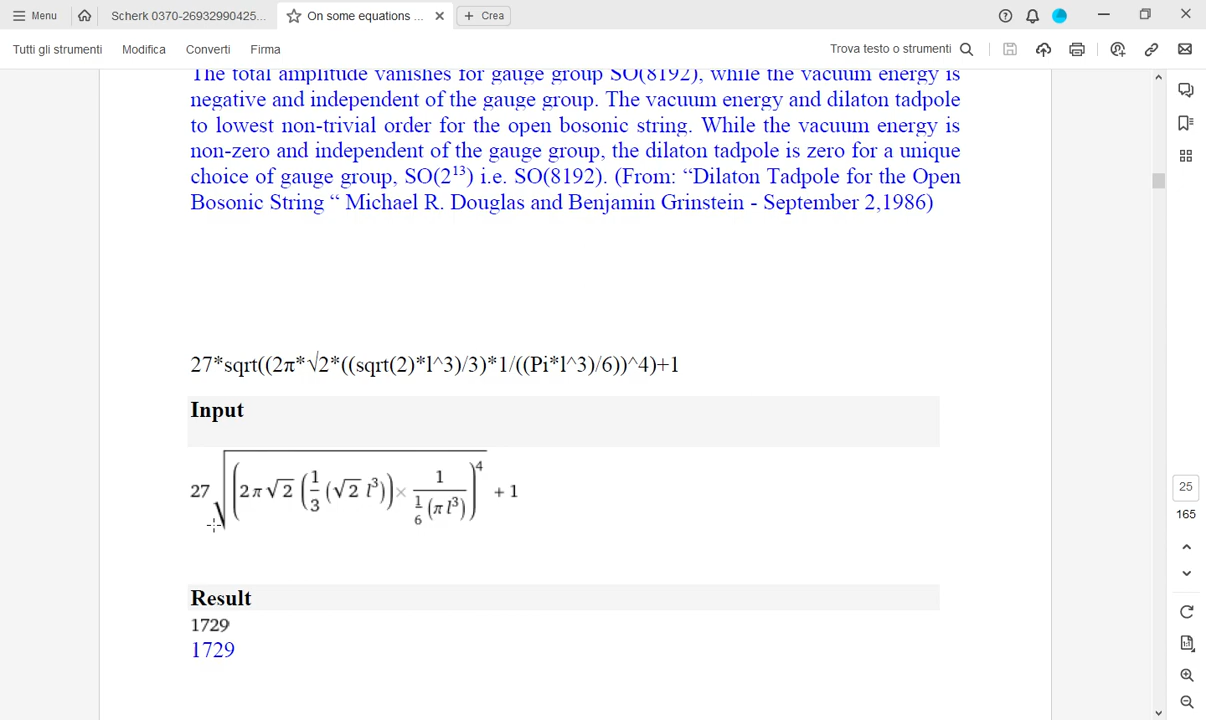 Menu
Scherk 0370-26932990425...
On some equations ...
Crea
Tutti gli strumenti
Modifica
Converti
Firma
Trova testo o strumenti
The total amplitude vanishes for gauge group SO(8192), while the vacuum energy is
negative and independent of the gauge group. The vacuum energy and dilaton tadpole
to lowest non-trivial order for the open bosonic string. While the vacuum energy is
non-zero and independent of the gauge group, the dilaton tadpole is zero for a unique
choice of gauge group, SO(2^13) i.e. SO(8192). (From: “Dilaton Tadpole for the Open
Bosonic String “ Michael R. Douglas and Benjamin Grinstein - September 2,1986)
27*sqrt((2π*√2*((sqrt(2)*l^3)/3)*1/((Pi*l^3)/6))^4)+1
Input
27 √((2 π √2 (1/3 (√2 l^3)) × 1/(1/6 (π l^3)))^4) + 1
Result
1729
1729
25
165